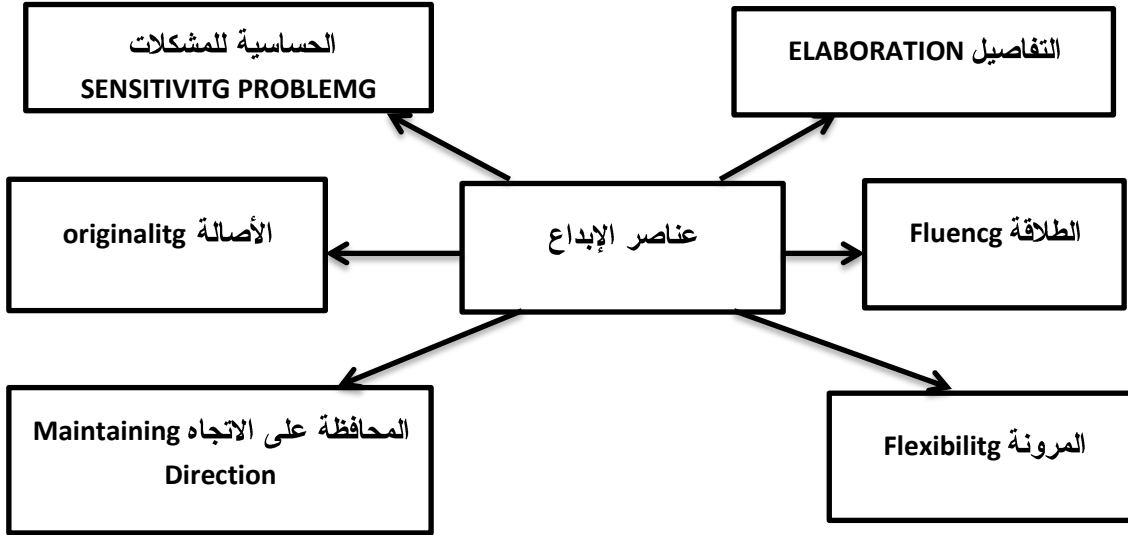 الحساسية للمشكلات
SENSITIVITG PROBLEMG
التفاصيل ELABORATION
الأصالة originalitg
عناصر الإبداع
الطلاقة Fluencg
المحافظة على الاتجاه Maintaining
Direction
المرونة Flexibilitg